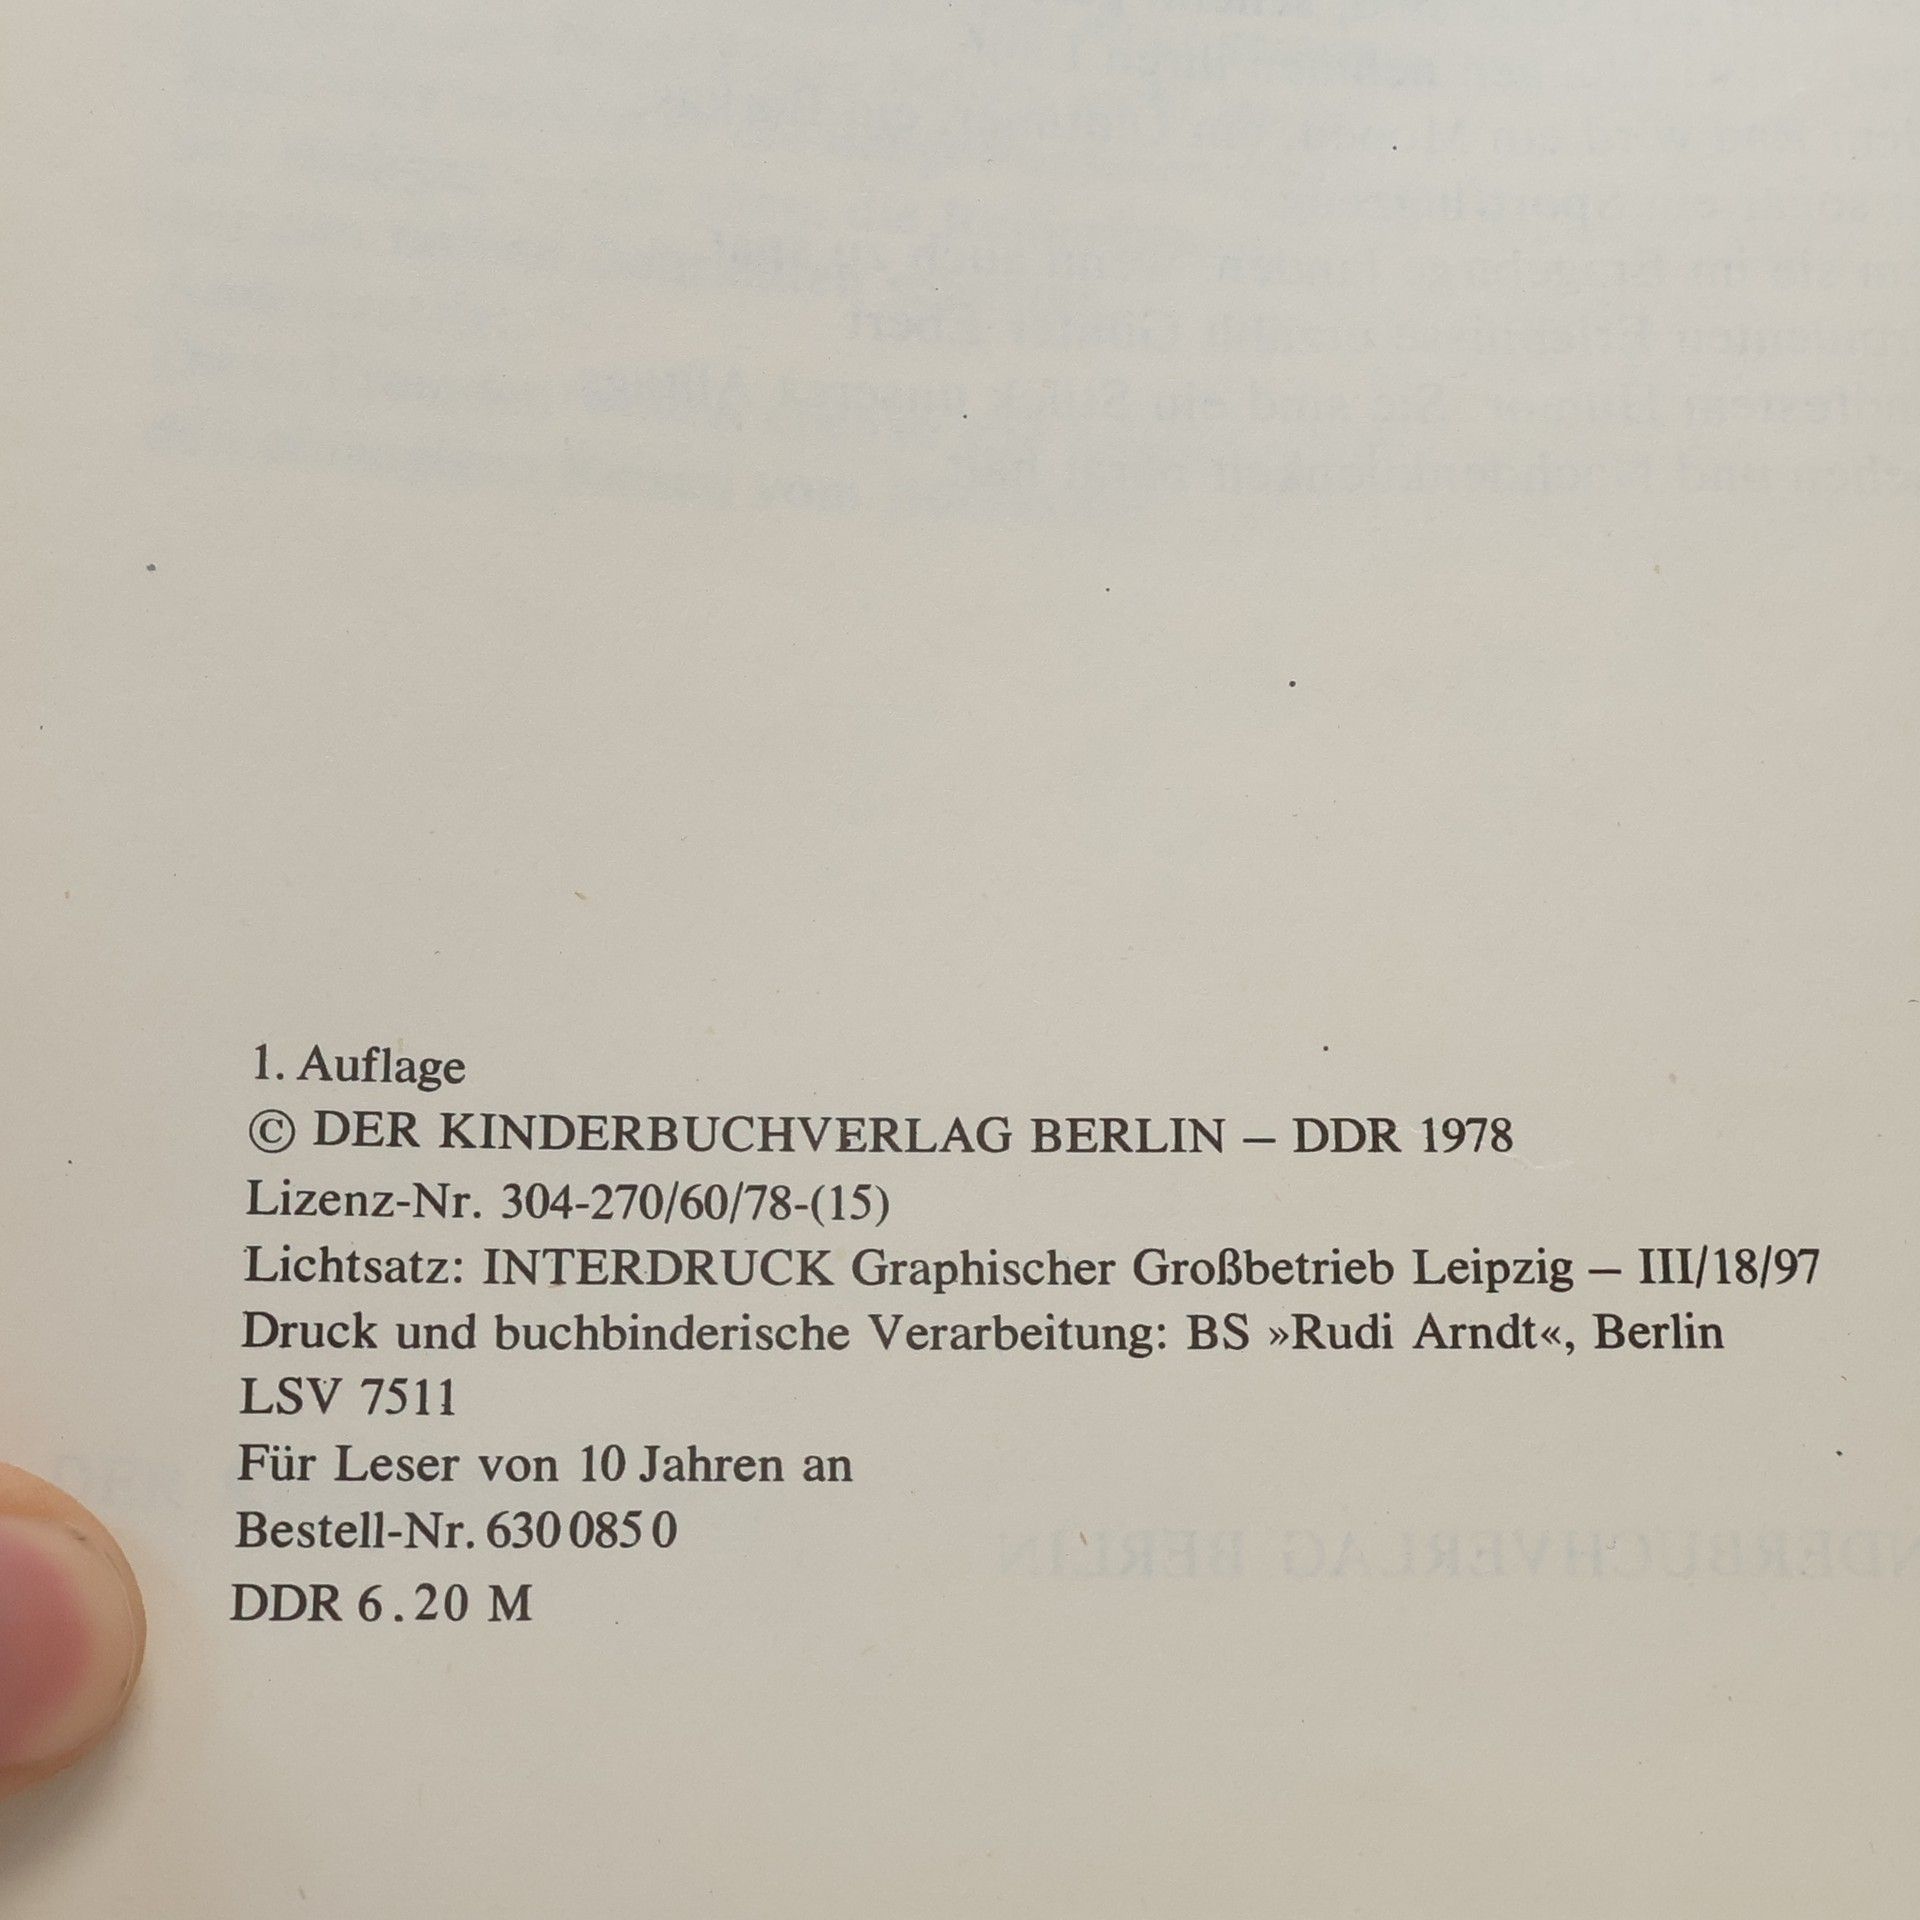 1. Auflage
© DER KINDERBUCHVERLAG BERLIN – DDR 1978
Lizenz-Nr. 304-270/60/78-(15)
Lichtsatz: INTERDRUCK Graphischer Großbetrieb Leipzig – III/18/97
Druck und buchbinderische Verarbeitung: BS »Rudi Arndt«, Berlin
LSV 7511
Für Leser von 10 Jahren an
Bestell-Nr. 630 085 0
DDR 6.20 M